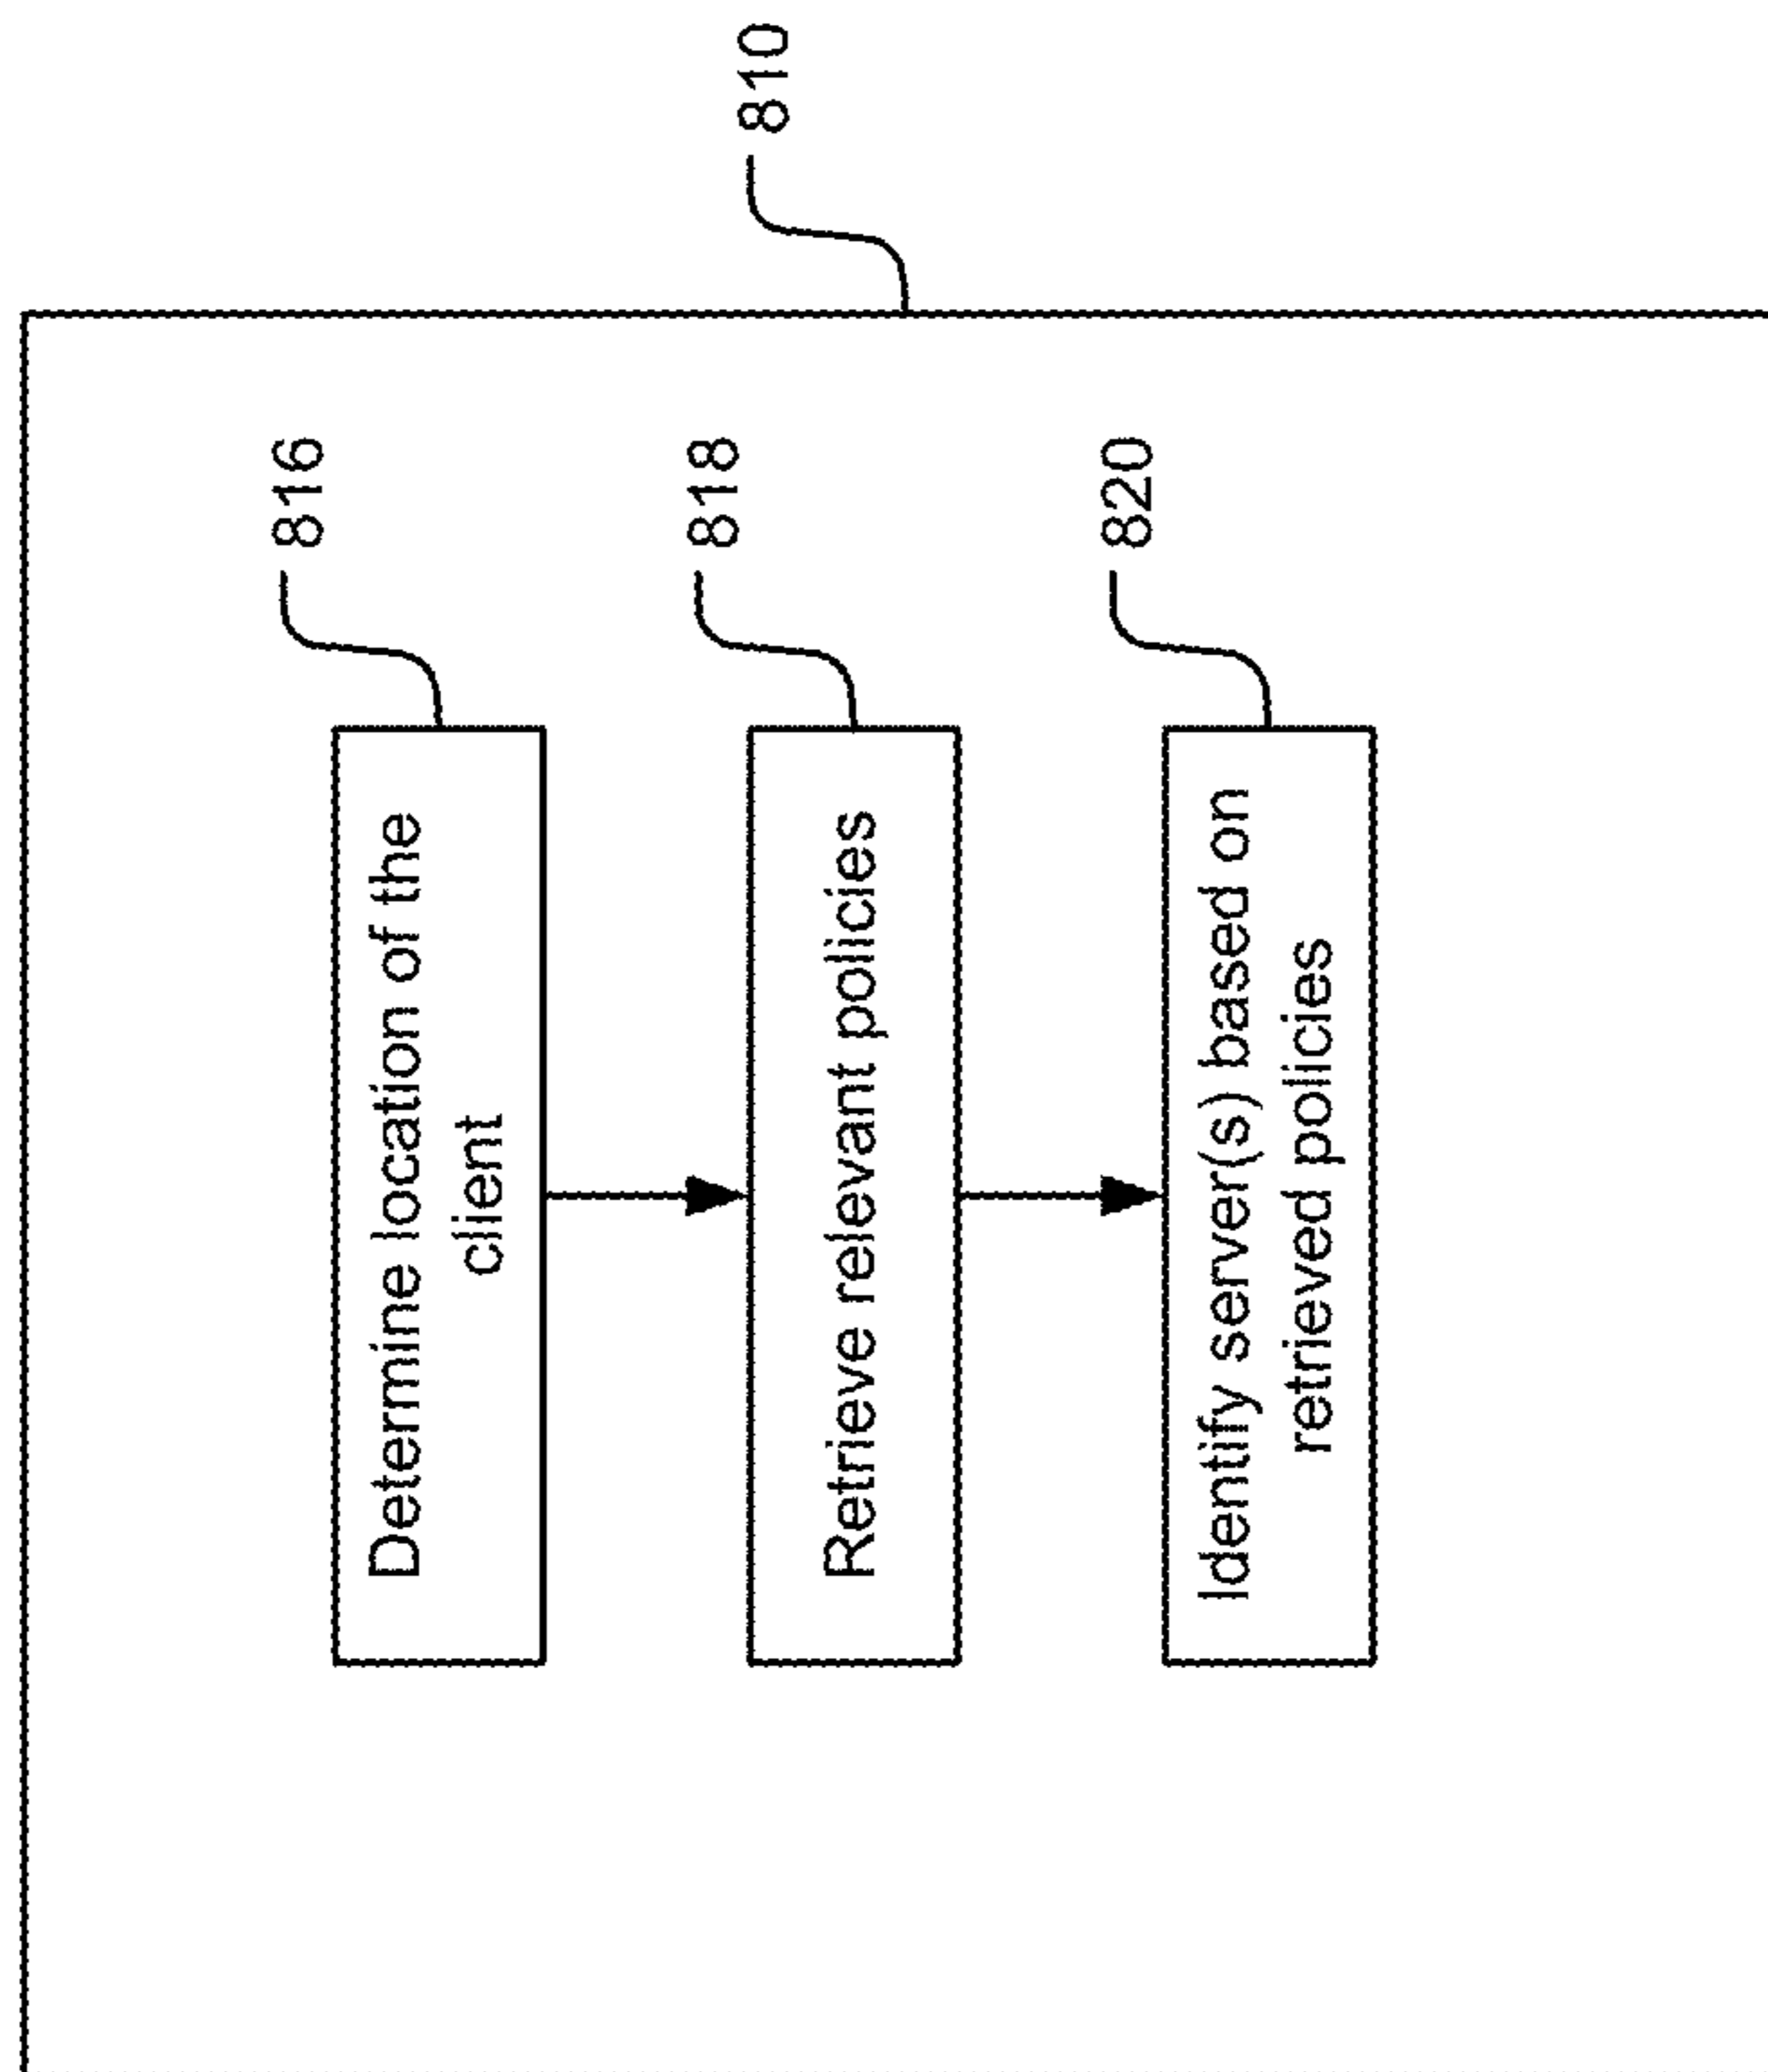 810
816
Determine location of the
client
818
Retrieve relevant policies
820
Identify server(s) based on
retrieved policies